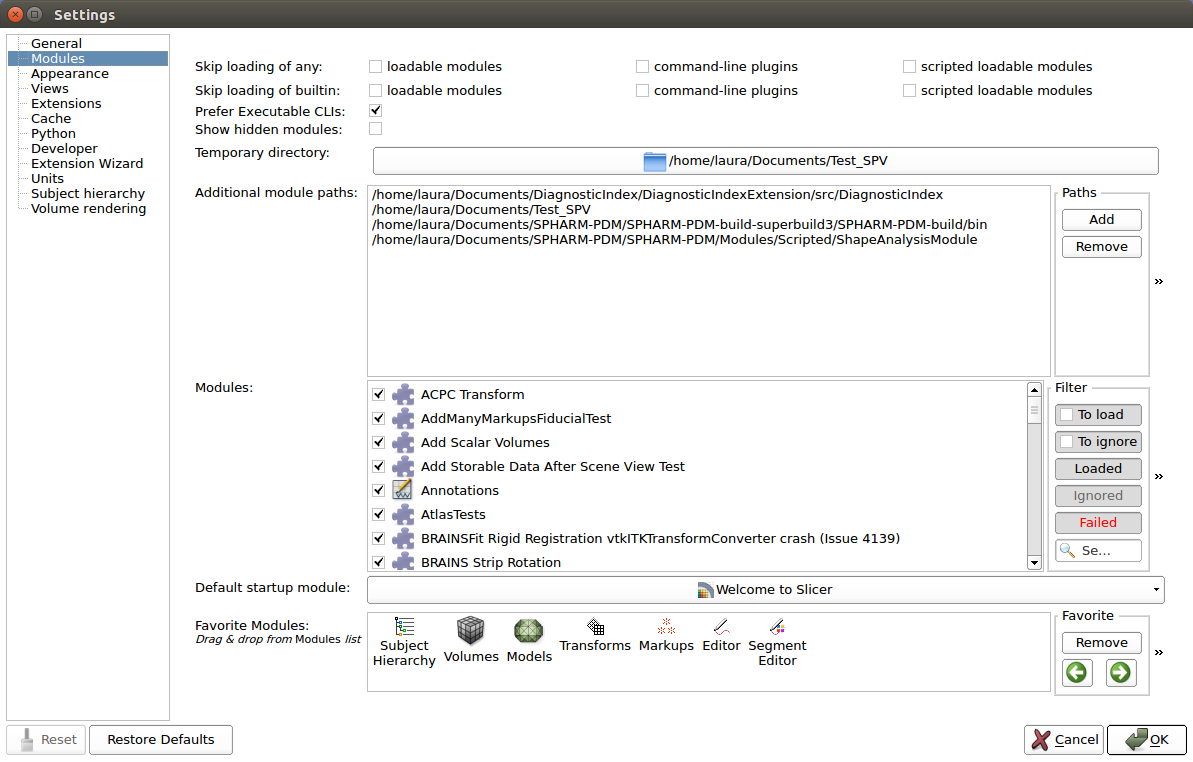 Settings
General
Modules
Appearance
Views
Extensions
Cache
Python
Developer
Extension Wizard
Units
Subject hierarchy
Volume rendering
Skip loading of any: loadable modules command-line plugins scripted loadable modules
Skip loading of builtin: loadable modules command-line plugins scripted loadable modules
Prefer Executable CLIs:
Show hidden modules:
Temporary directory: /home/laura/Documents/Test_SPV
Additional module paths:
/home/laura/Documents/DiagnosticIndex/DiagnosticIndexExtension/src/DiagnosticIndex
/home/laura/Documents/Test_SPV
/home/laura/Documents/SPHARM-PDM/SPHARM-PDM-build-superbuild3/SPHARM-PDM-build/bin
/home/laura/Documents/SPHARM-PDM/SPHARM-PDM/Modules/Scripted/ShapeAnalysisModule
Paths
Add
Remove
»
Modules:
ACPC Transform
AddManyMarkupsFiducialTest
Add Scalar Volumes
Add Storable Data After Scene View Test
Annotations
AtlasTests
BRAINSFit Rigid Registration vtkITKTransformConverter crash (Issue 4139)
BRAINS Strip Rotation
Filter
To load
To ignore
Loaded
Ignored
Failed
Se...
»
Default startup module: Welcome to Slicer
Favorite Modules:
Drag & drop from Modules list
Subject
Hierarchy
Volumes
Models
Transforms
Markups
Editor
Segment
Editor
Favorite
Remove
»
Reset
Restore Defaults
Cancel
OK